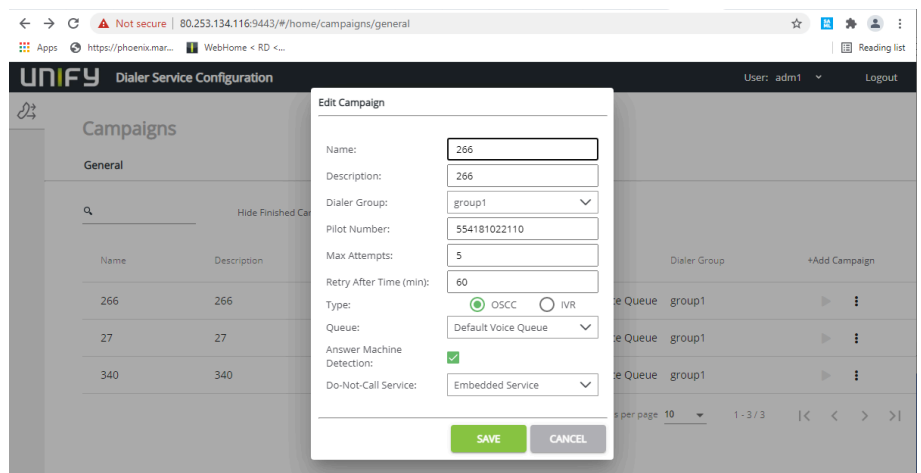 Not secure | 80.253.134.116:9443/#/home/campaigns/general
Apps https://phoenix.mar... WebHome < RD <... Reading list
UNIFY Dialer Service Configuration User: adm1 Logout
Campaigns
General
Hide Finished Car
Name Description Dialer Group +Add Campaign
266 266 ce Queue group1
27 27 ce Queue group1
340 340 ce Queue group1
s per page 10 1 - 3 / 3 |< < > >|
Edit Campaign
Name: 266
Description: 266
Dialer Group: group1
Pilot Number: 554181022110
Max Attempts: 5
Retry After Time (min): 60
Type: OSCC IVR
Queue: Default Voice Queue
Answer Machine
Detection:
Do-Not-Call Service: Embedded Service
SAVE CANCEL